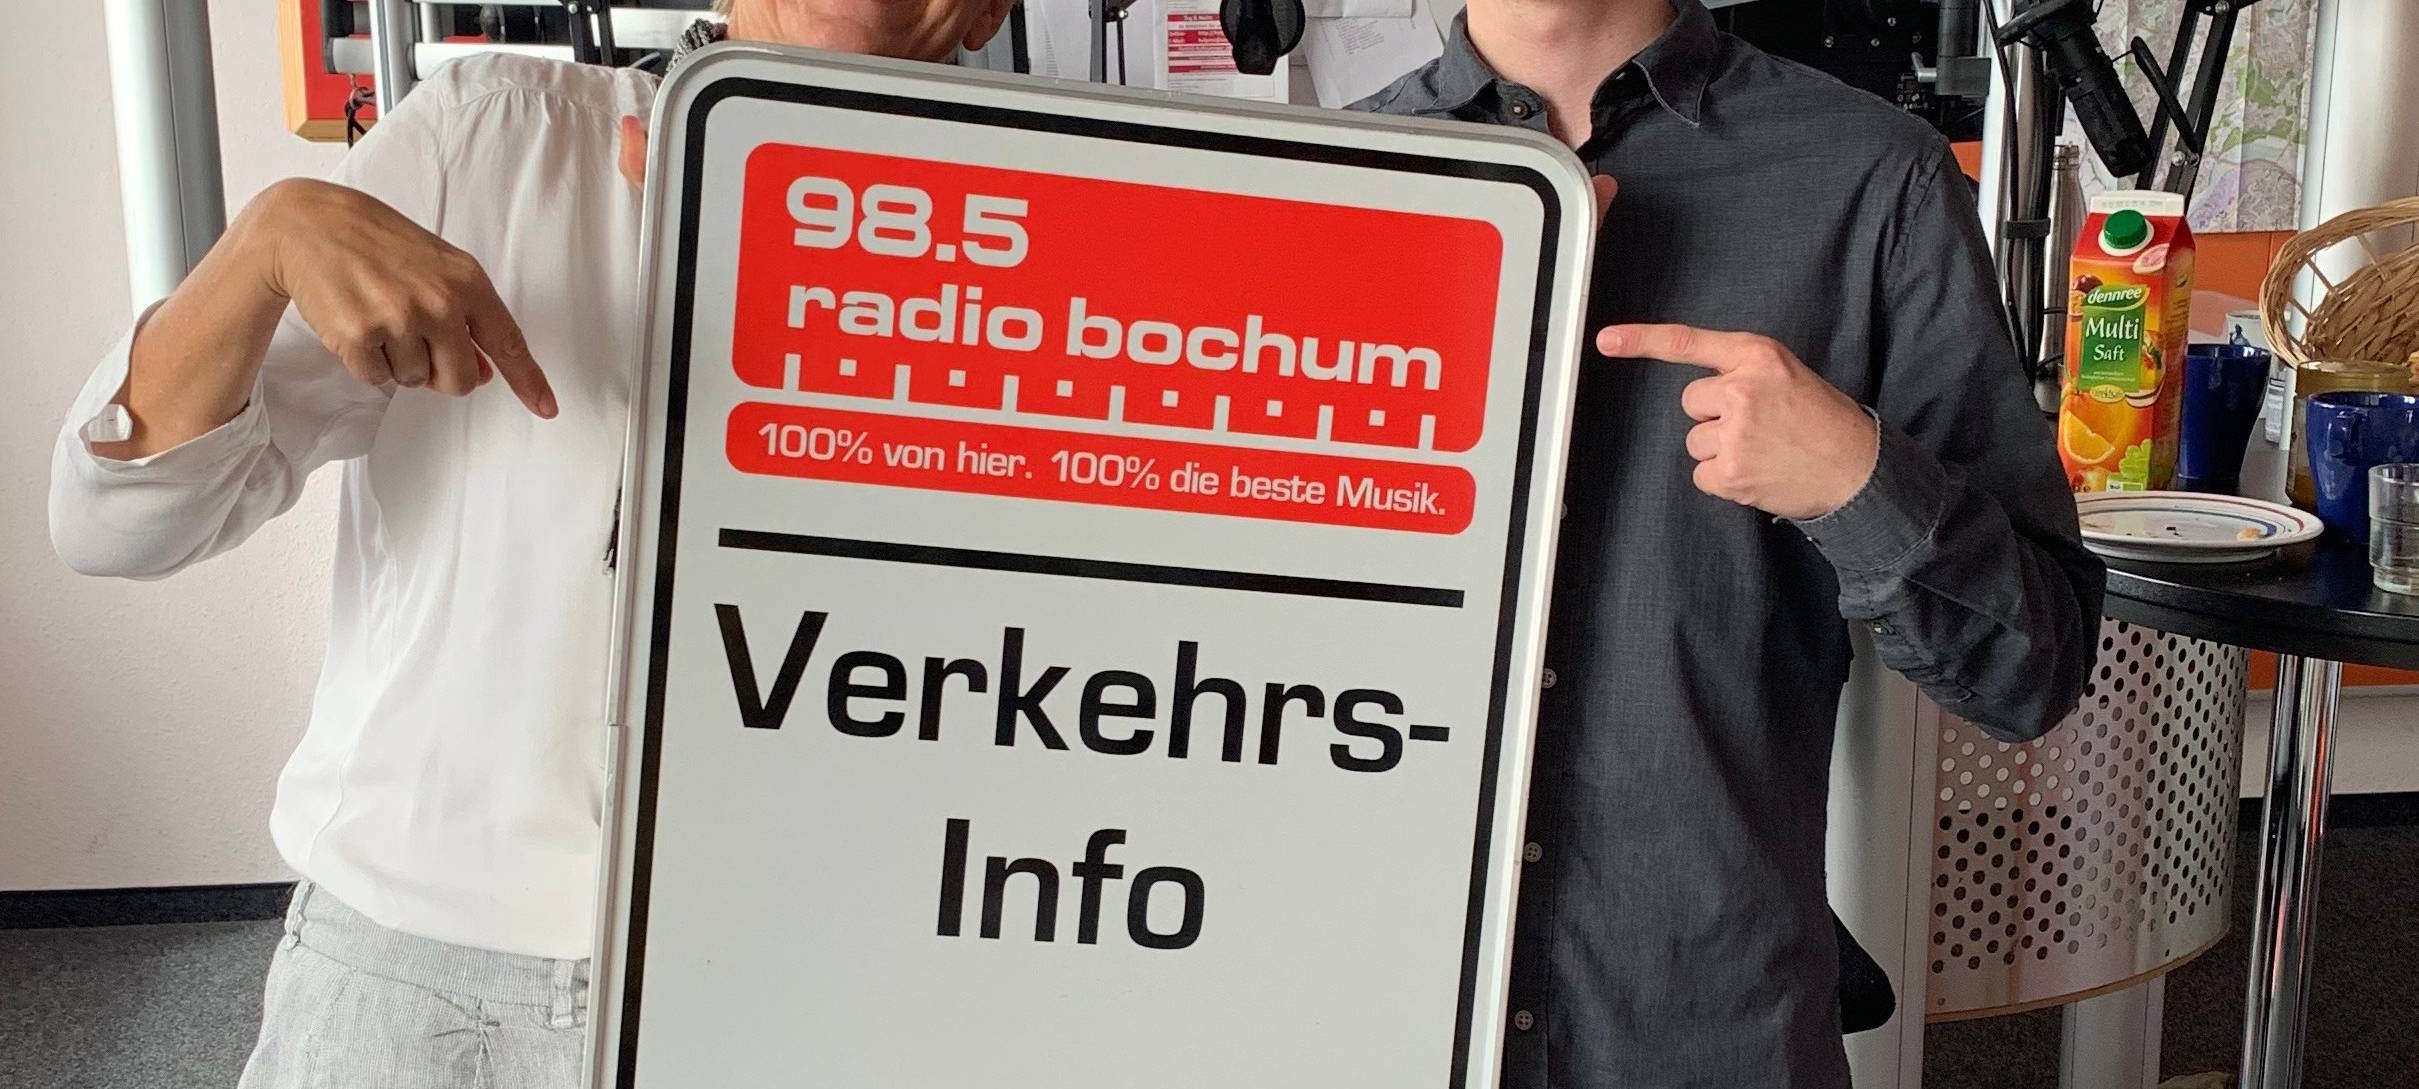 98.5
radio bochum
100% von hier. 100% die beste Musik.
Verkehrs-
Info
dennree
Multi
Saft